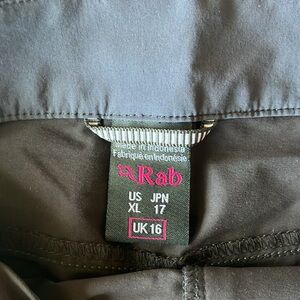 Made in Indonesia
Fabriqué en Indonésie
Rab
US JPN
XL 17
UK 16